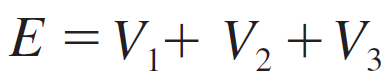 E = V₁ + V₂ + V₃